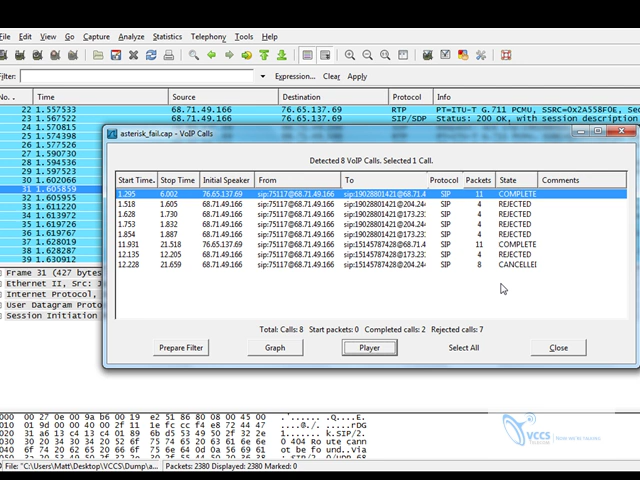 File Edit View Go Capture Analyze Statistics Telephony Tools Help
Filter: Expression... Clear Apply
No. . Time Source Destination Protocol Info
22 1.557533 68.71.49.166 76.65.137.69 RTP PT=ITU-T G.711 PCMU, SSRC=0x2A558F0E, Sec
23 1.567522 68.71.49.166 76.65.137.69 SIP/SDP Status: 200 OK, with session description
24 1.570815
25 1.574398
26 1.577526
27 1.590730
28 1.594536
29 1.597523
30 1.602066
31 1.605859
32 1.605955
33 1.611220
34 1.613972
35 1.619726
36 1.619767
37 1.628019
38 1.628317
39 1.630912
asterisk_fail.cap - VoIP Calls
Detected 8 VoIP Calls. Selected 1 Call.
Start Time. Stop Time Initial Speaker From To Protocol Packets State Comments
1.295 6.002 76.65.137.69 sip:75117@68.71.49.166 sip:19028801421@68.71.4 SIP 11 COMPLETE
1.518 1.605 68.71.49.166 sip:75117@68.71.49.166 sip:19028801421@204.24 SIP 4 REJECTED
1.628 1.730 68.71.49.166 sip:75117@68.71.49.166 sip:19028801421@173.23 SIP 4 REJECTED
1.753 1.832 68.71.49.166 sip:75117@68.71.49.166 sip:19028801421@204.24 SIP 4 REJECTED
1.854 1.887 68.71.49.166 sip:75117@68.71.49.166 sip:19028801421@173.23 SIP 4 REJECTED
11.931 21.518 76.65.137.69 sip:75117@68.71.49.166 sip:15145787428@68.71.4 SIP 11 COMPLETE
12.135 12.205 68.71.49.166 sip:75117@68.71.49.166 sip:15145787428@173.23 SIP 4 REJECTED
12.228 21.659 68.71.49.166 sip:75117@68.71.49.166 sip:15145787428@204.24 SIP 8 CANCELLED
Total: Calls: 8 Start packets: 0 Completed calls: 2 Rejected calls: 7
Prepare Filter Graph Player Select All Close
Frame 31 (427 bytes
Ethernet II, Src:
Internet Protocol,
User Datagram Proto
Session Initiation
VCCS
File: "C:\Users\Matt\Desktop\VCCS\Dump\a... Packets: 2380 Displayed: 2380 Marked: 0